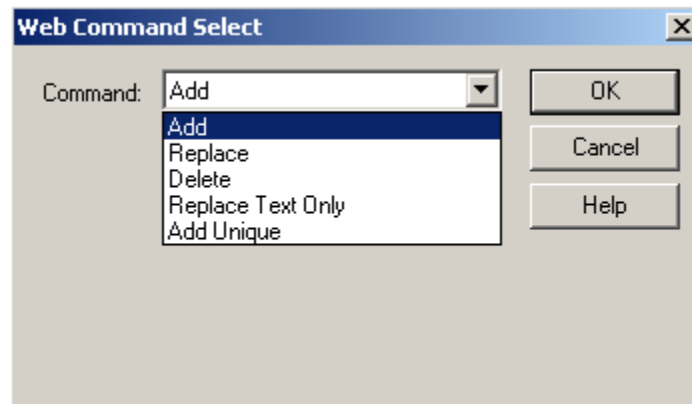 Web Command Select
Command: Add
OK
Add
Replace
Delete
Replace Text Only
Add Unique
Cancel
Help